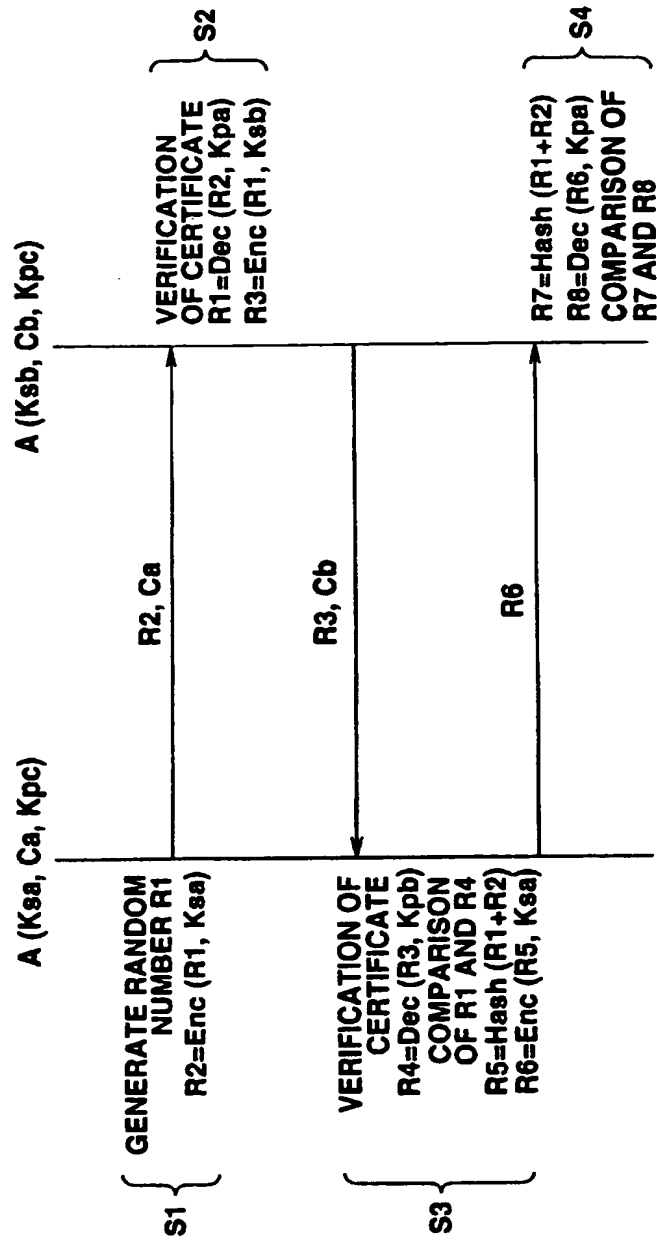 A (Ksa, Ca, Kpc)
A (Ksb, Cb, Kpc)
S1
GENERATE RANDOM
NUMBER R1
R2=Enc (R1, Ksa)
R2, Ca
VERIFICATION
OF CERTIFICATE
R1=Dec (R2, Kpa)
R3=Enc (R1, Ksb)
S2
R3, Cb
S3
VERIFICATION OF
CERTIFICATE
R4=Dec (R3, Kpb)
COMPARISON
OF R1 AND R4
R5=Hash (R1+R2)
R6=Enc (R5, Ksa)
R6
R7=Hash (R1+R2)
R8=Dec (R6, Kpa)
COMPARISON OF
R7 AND R8
S4